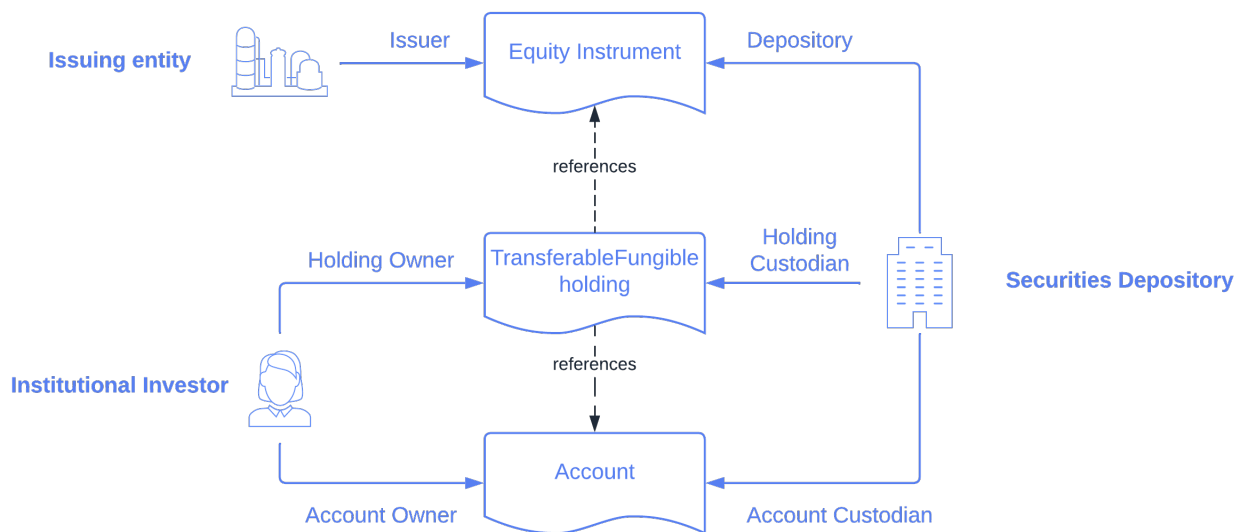 Issuing entity
Issuer
Equity Instrument
Depository
references
Holding Owner
TransferableFungible
holding
Holding
Custodian
Securities Depository
references
Institutional Investor
Account
Account Owner
Account Custodian